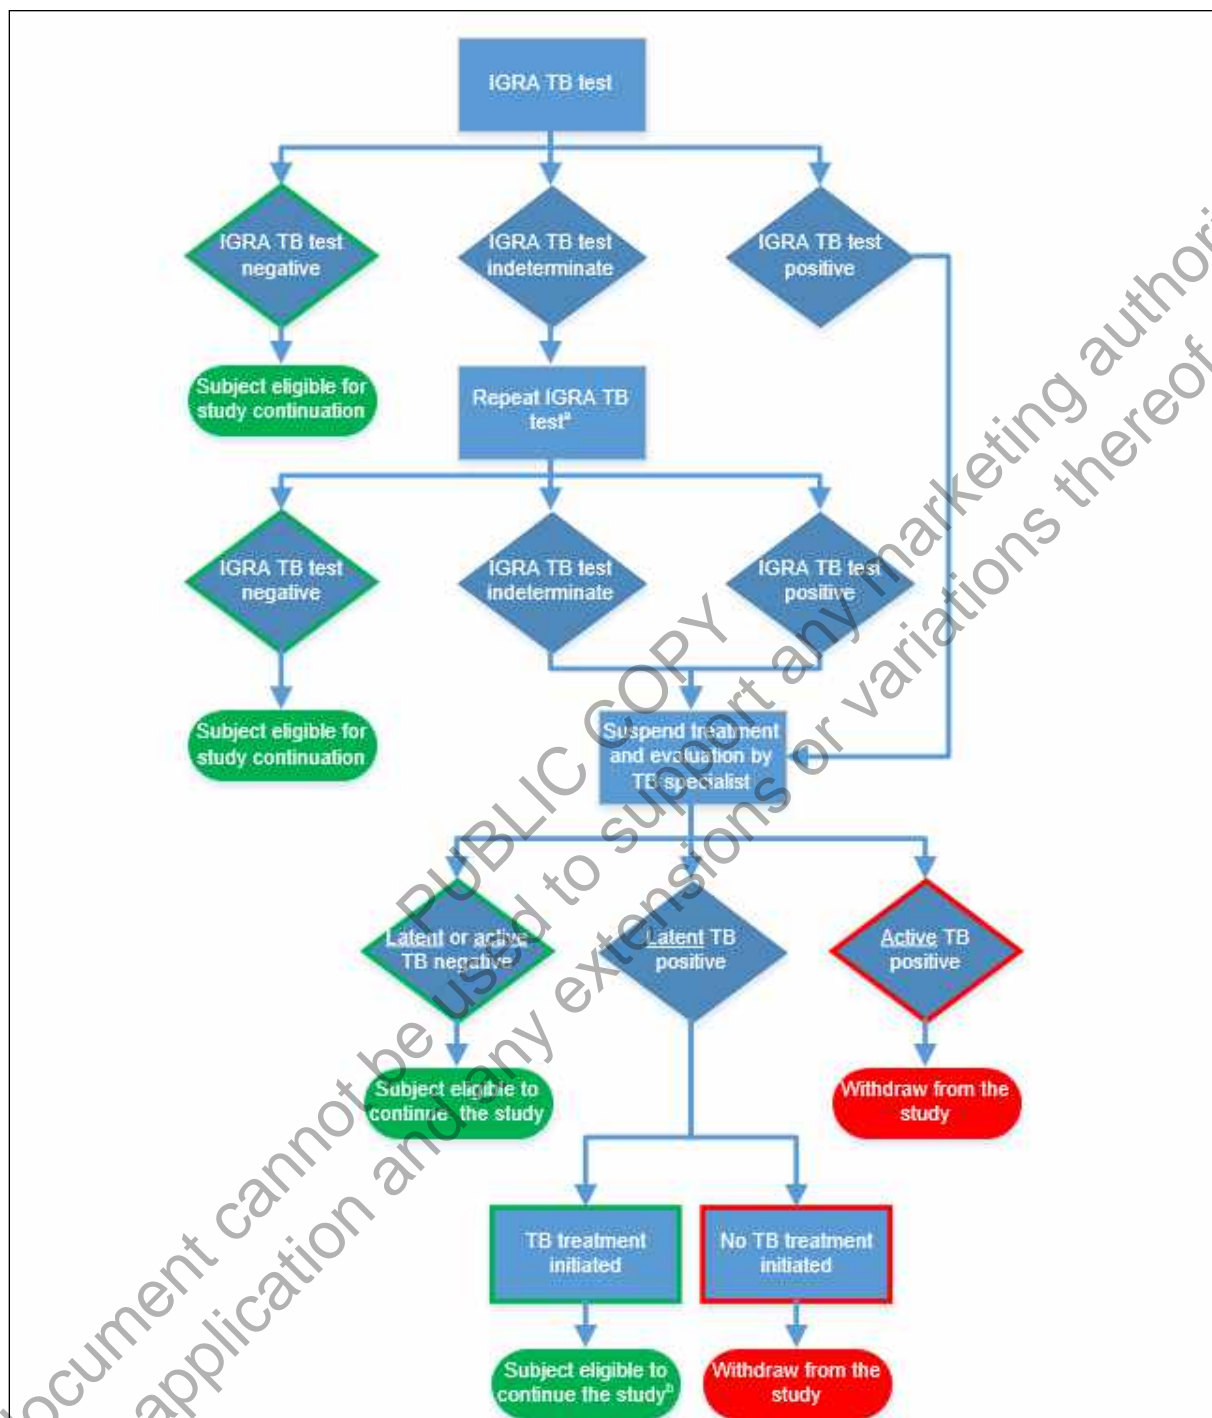 IGRA TB test
IGRA TB test
negative
IGRA TB test
indeterminate
IGRA TB test
positive
Subject eligible for
study continuation
Repeat IGRA TB
testᵃ
IGRA TB test
negative
IGRA TB test
indeterminate
IGRA TB test
positive
Subject eligible for
study continuation
Suspend treatment
and evaluation by
TB specialist
Latent or active
TB negative
Latent TB
positive
Active TB
positive
Subject eligible to
continue the study
Withdraw from the
study
TB treatment
initiated
No TB treatment
initiated
Subject eligible to
continue the studyᵇ
Withdraw from the
study
PUBLIC COPY
document cannot be used to support any marketing
application and any extensions or variations thereof